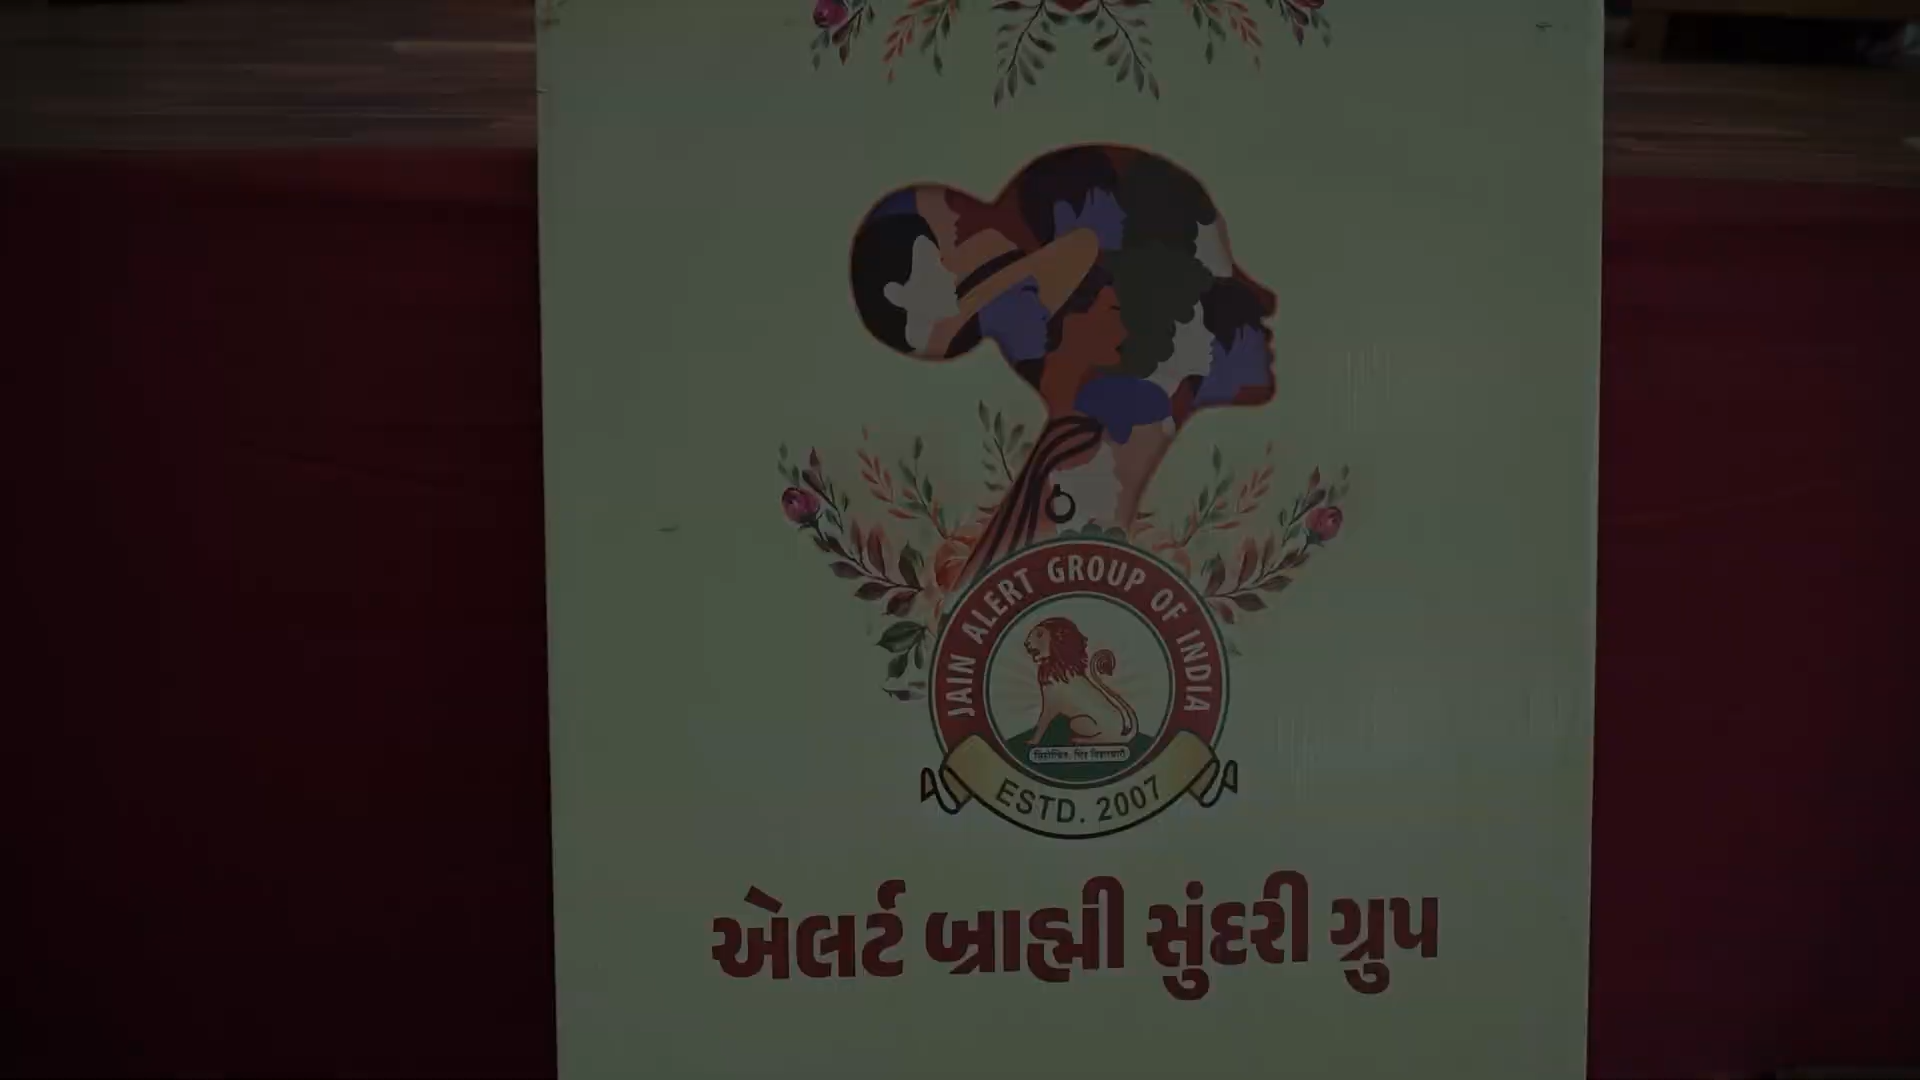 JAIN ALERT GROUP OF INDIA
ESTD. 2007
એલર્ટ બ્રાહ્મી સુંદરી ગ્રુપ